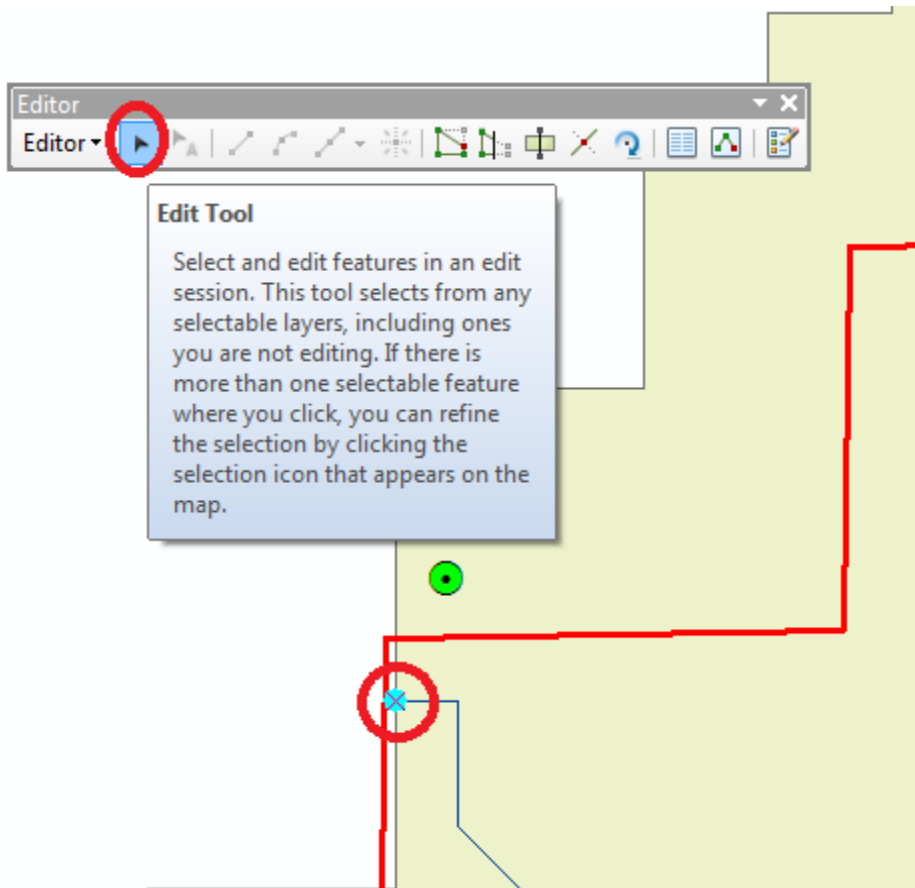 Editor
Editor
A
Edit Tool
Select and edit features in an edit
session. This tool selects from any
selectable layers, including ones
you are not editing. If there is
more than one selectable feature
where you click, you can refine
the selection by clicking the
selection icon that appears on the
map.